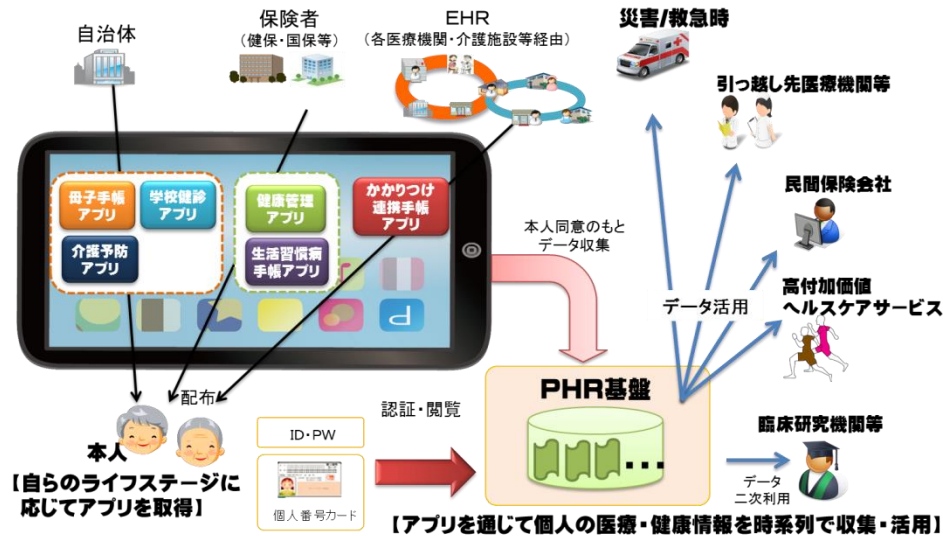 自治体
保険者
（健保・国保等）
EHR
（各医療機関・介護施設等経由）
災害/救急時
引っ越し先医療機関等
民間保険会社
高付加価値
ヘルスケアサービス
母子手帳
アプリ
学校健診
アプリ
介護予防
アプリ
健康管理
アプリ
生活習慣病
手帳アプリ
かかりつけ
連携手帳
アプリ
本人同意のもと
データ収集
データ活用
PHR基盤
配布
本人
【自らのライフステージに
応じてアプリを取得】
認証・閲覧
ID・PW
個人番号カード
臨床研究機関等
データ
二次利用
【アプリを通じて個人の医療・健康情報を時系列で収集・活用】